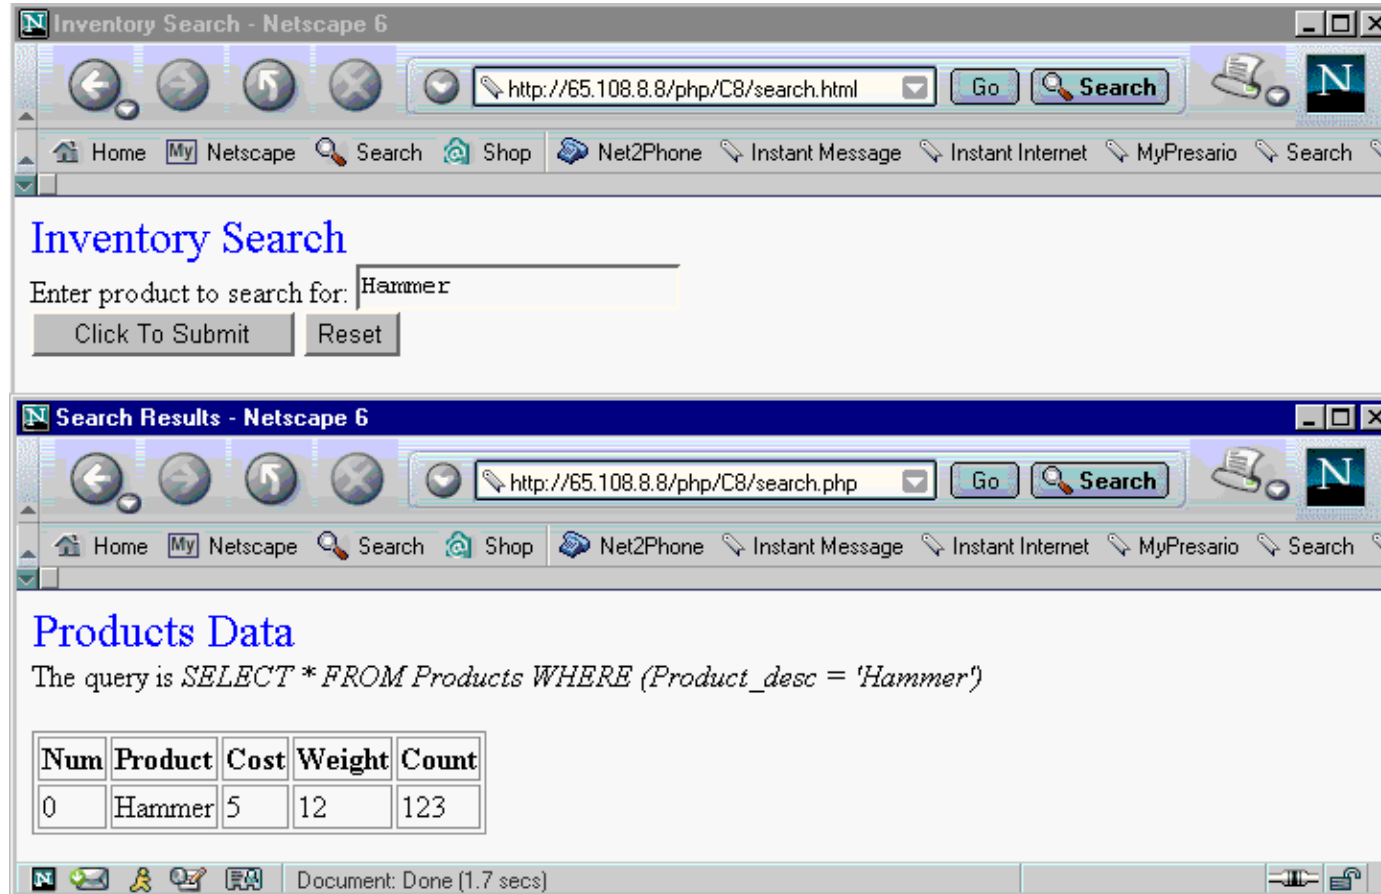 Inventory Search - Netscape 6
http://65.108.8.8/php/C8/search.html Go Search N
Home My Netscape Search Shop Net2Phone Instant Message Instant Internet MyPresario Search
Inventory Search
Enter product to search for: Hammer
Click To Submit Reset
Search Results - Netscape 6
http://65.108.8.8/php/C8/search.php Go Search N
Home My Netscape Search Shop Net2Phone Instant Message Instant Internet MyPresario Search
Products Data
The query is SELECT * FROM Products WHERE (Product_desc = 'Hammer')
Num Product Cost Weight Count
0 Hammer 5 12 123
N Document: Done (1.7 secs)